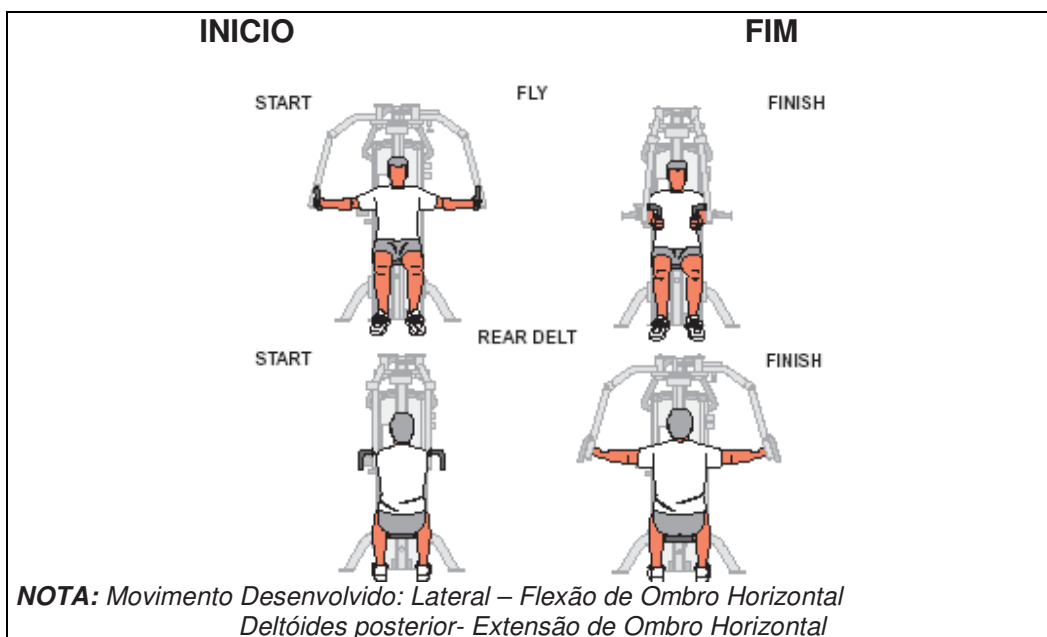 INICIO FIM
START FLY FINISH
REAR DELT
START FINISH
NOTA: Movimento Desenvolvido: Lateral – Flexão de Ombro Horizontal
Deltóides posterior- Extensão de Ombro Horizontal